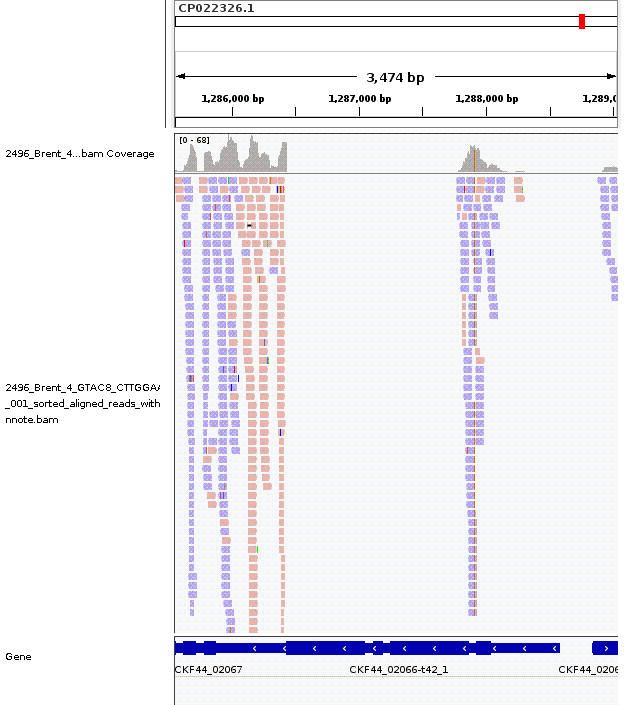 CP022326.1
3,474 bp
1,286,000 bp
1,287,000 bp
1,288,000 bp
1,289,0
[0 - 68]
2496_Brent_4...bam Coverage
2496_Brent_4_GTAC8_CTTGGA
_001_sorted_aligned_reads_with
nnote.bam
Gene
CKF44_02067
CKF44_02066-t42_1
CKF44_0206